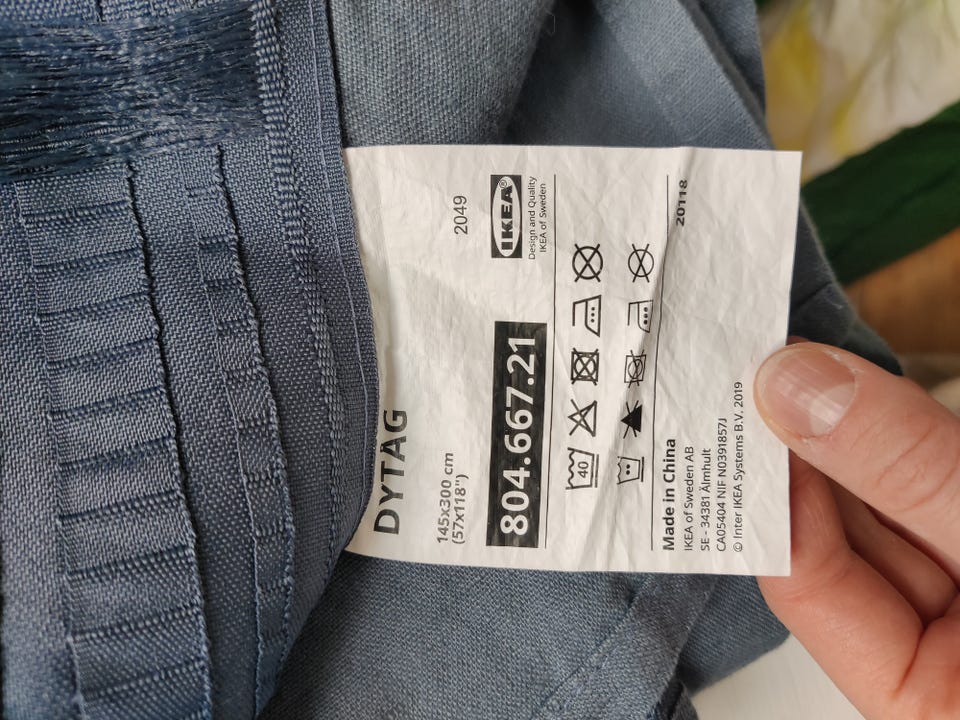 DYTÅG
2049
145x300 cm
(57x118")
804.667.21
IKEA®
Design and Quality
IKEA of Sweden
40
Made in China
IKEA of Sweden AB
SE - 34381 Älmhult
CA05404 NIF N0391857J
© Inter IKEA Systems B.V. 2019
20118